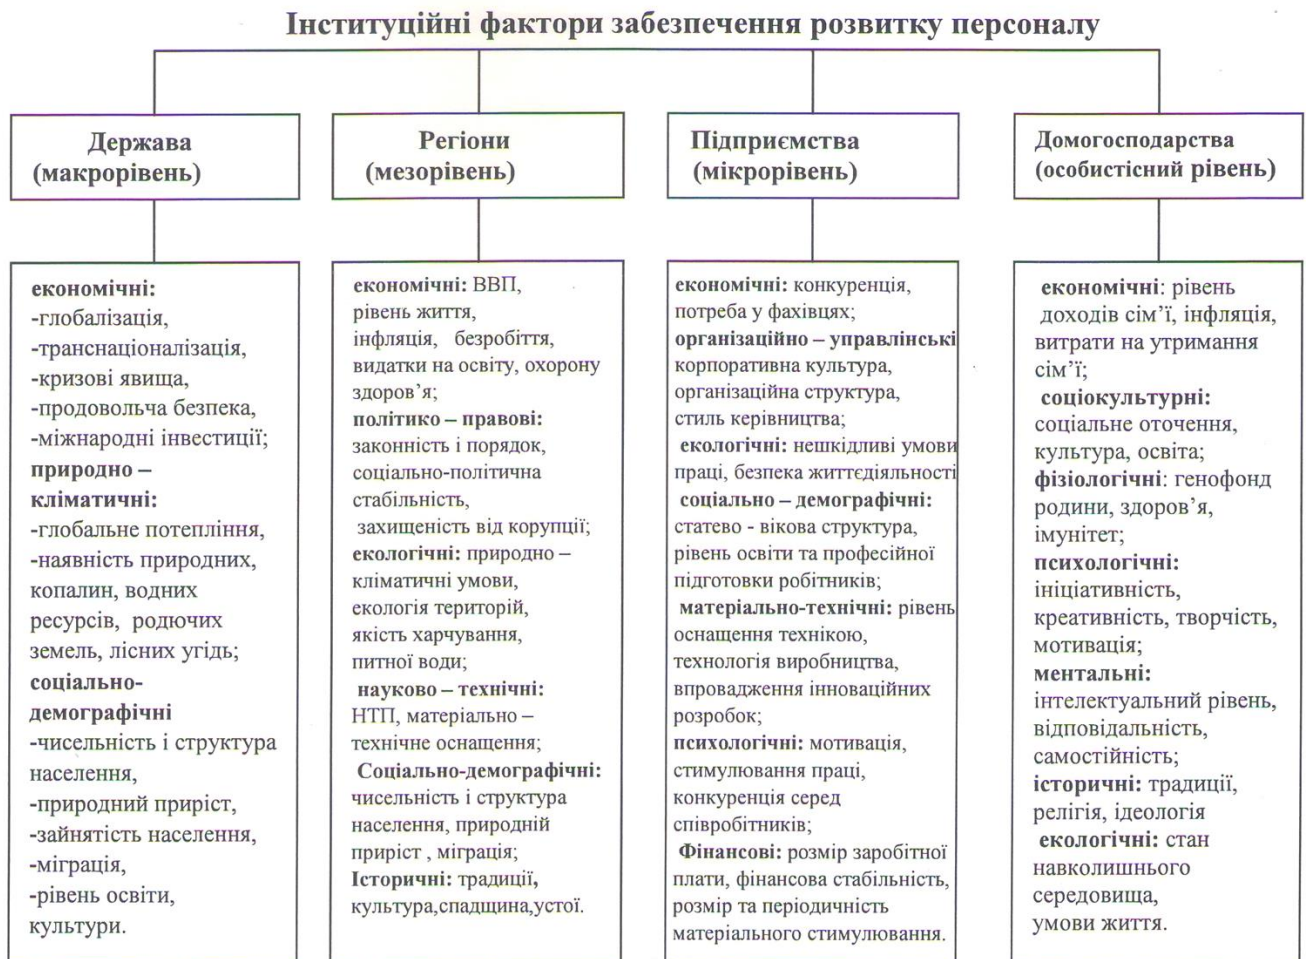 Інституційні фактори забезпечення розвитку персоналу
Держава
(макрорівень)
економічні:
-глобалізація,
-транснаціоналізація,
-кризові явища,
-продовольча безпека,
-міжнародні інвестиції;
природно –
кліматичні:
-глобальне потепління,
-наявність природних,
копалин, водних
ресурсів, родючих
земель, лісних угідь;
соціально-
демографічні
-чисельність і структура
населення,
-природний приріст,
-зайнятість населення,
-міграція,
-рівень освіти,
культури.
Регіони
(мезорівень)
економічні: ВВП,
рівень життя,
інфляція, безробіття,
видатки на освіту, охорону
здоров’я;
політико – правові:
законність і порядок,
соціально-політична
стабільність,
захищеність від корупції;
екологічні: природно –
кліматичні умови,
екологія територій,
якість харчування,
питної води;
науково – технічні:
НТП, матеріально –
технічне оснащення;
Соціально-демографічні:
чисельність і структура
населення, природній
приріст , міграція;
Історичні: традиції,
культура,спадщина,устої.
Підприємства
(мікрорівень)
економічні: конкуренція,
потреба у фахівцях;
організаційно – управлінські
корпоративна культура,
організаційна структура,
стиль керівництва;
екологічні: нешкідливі умови
праці, безпека життєдіяльності
соціально – демографічні:
статево - вікова структура,
рівень освіти та професійної
підготовки робітників;
матеріально-технічні: рівень
оснащення технікою,
технологія виробництва,
впровадження інноваційних
розробок;
психологічні: мотивація,
стимулювання праці,
конкуренція серед
співробітників;
Фінансові: розмір заробітної
плати, фінансова стабільність,
розмір та періодичність
матеріального стимулювання.
Домогосподарства
(особистісний рівень)
економічні: рівень
доходів сім’ї, інфляція,
витрати на утримання
сім’ї;
соціокультурні:
соціальне оточення,
культура, освіта;
фізіологічні: генофонд
родини, здоров’я,
імунітет;
психологічні:
ініціативність,
креативність, творчість,
мотивація;
ментальні:
інтелектуальний рівень,
відповідальність,
самостійність;
історичні: традиції,
релігія, ідеологія
екологічні: стан
навколишнього
середовища,
умови життя.